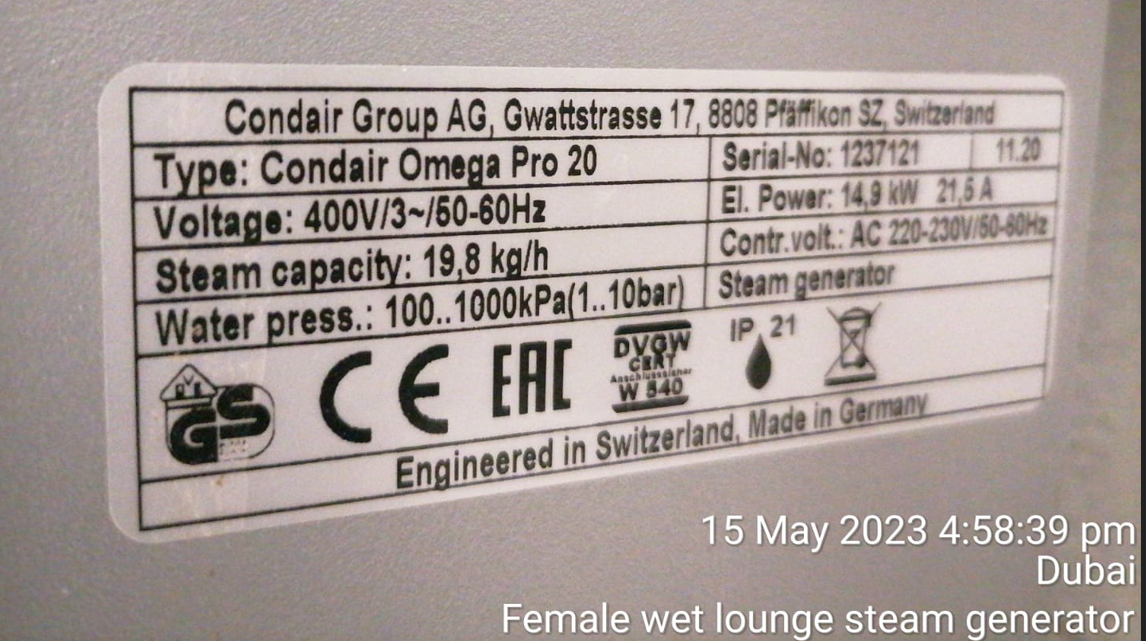 Condair Group AG, Gwattstrasse 17, 8808 Pfäffikon SZ, Switzerland
Type: Condair Omega Pro 20
Serial-No: 1237121 11.20
Voltage: 400V/3~/50-60Hz
El. Power: 14,9 kW 21,5 A
Steam capacity: 19,8 kg/h
Contr.volt.: AC 220-230V/50-60Hz
Water press.: 100..1000kPa(1..10bar)
Steam generator
GS
CE
EAC
DVGW
CERT
Anschlusssicher
W 540
IP 21
Engineered in Switzerland, Made in Germany
15 May 2023 4:58:39 pm
Dubai
Female wet lounge steam generator